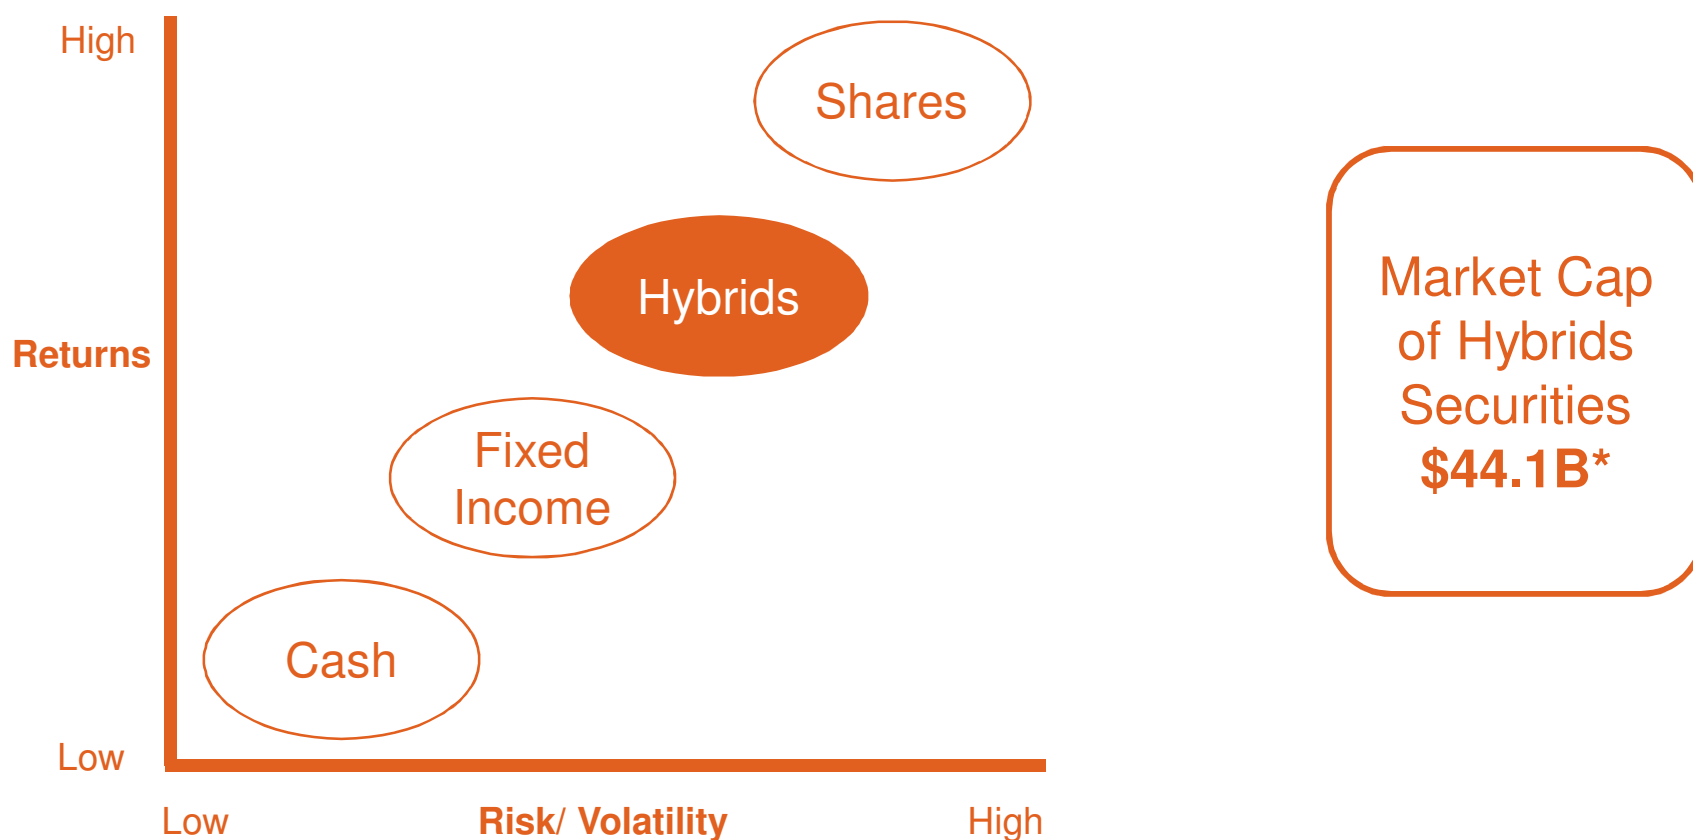 High
Shares
Hybrids
Returns
Fixed
Income
Cash
Low
Low Risk/ Volatility High
Market Cap
of Hybrids
Securities
$44.1B*